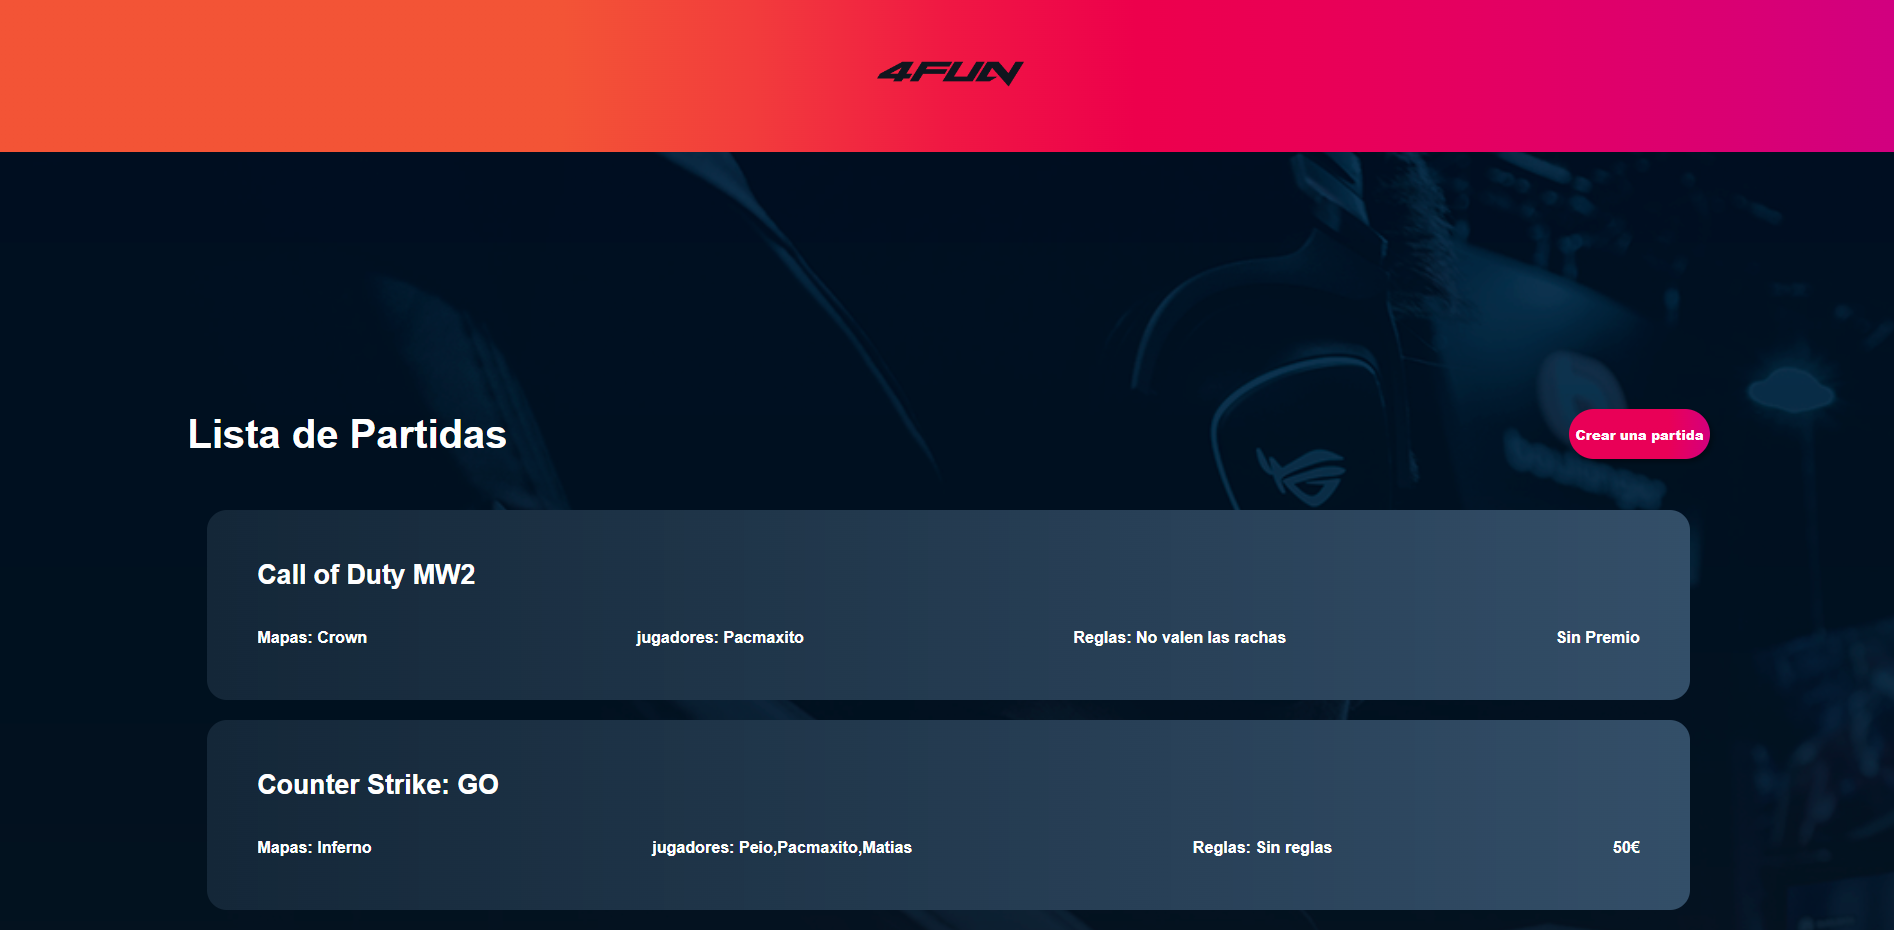 4FUN
Lista de Partidas
Crear una partida
Call of Duty MW2
Mapas: Crown jugadores: Pacmaxito Reglas: No valen las rachas Sin Premio
Counter Strike: GO
Mapas: Inferno jugadores: Peio,Pacmaxito,Matias Reglas: Sin reglas 50€